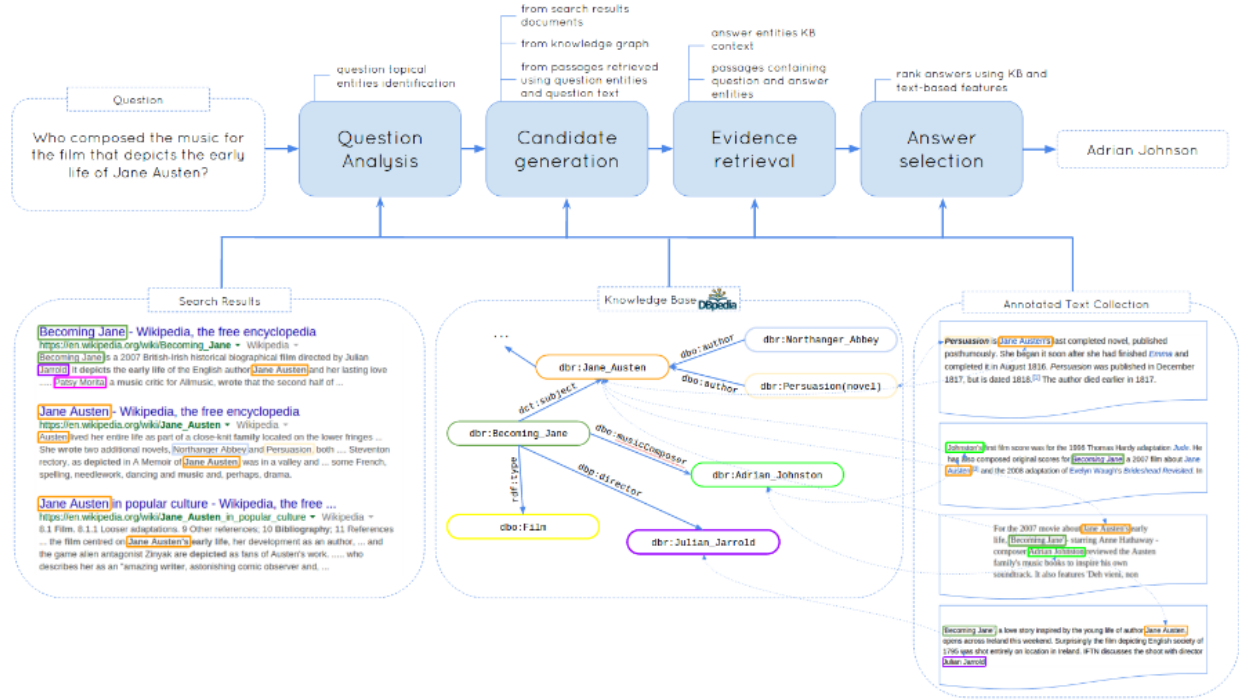 from search results
documents
from knowledge graph
from passages retrieved
using question entities
and question text
answer entities KB
context
passages containing
question and answer
entities
question topical
entities identification
rank answers using KB and
text-based features
Question
Who composed the music for
the film that depicts the early
life of Jane Austen?
Question
Analysis
Candidate
generation
Evidence
retrieval
Answer
selection
Adrian Johnson
Search Results
Becoming Jane - Wikipedia, the free encyclopedia
https://en.wikipedia.org/wiki/Becoming_Jane ▾ Wikipedia ▾
Becoming Jane is a 2007 British-Irish historical biographical film directed by Julian
Jarrold. It depicts the early life of the English author Jane Austen and her lasting love
..... Patsy Morita, a music critic for Allmusic, wrote that the second half of ...
Jane Austen - Wikipedia, the free encyclopedia
https://en.wikipedia.org/wiki/Jane_Austen ▾ Wikipedia ▾
Austen lived her entire life as part of a close-knit family located on the lower fringes ...
She wrote two additional novels, Northanger Abbey and Persuasion, both .... Steventon
rectory, as depicted in A Memoir of Jane Austen, was in a valley and ... some French,
spelling, needlework, dancing and music and, perhaps, drama.
Jane Austen in popular culture - Wikipedia, the free ...
https://en.wikipedia.org/wiki/Jane_Austen_in_popular_culture ▾ Wikipedia ▾
8.1 Film. 8.1.1 Looser adaptations. 9 Other references; 10 Bibliography; 11 References
... the film centred on Jane Austen's early life, her development as an author, ... and
the game alien antagonist Zinyak are depicted as fans of Austen's work. ..... who
describes her as an "amazing writer, astonishing comic observer and, ...
Knowledge Base
DBpedia
...
dbr:Jane_Austen
dbo:author
dbr:Northanger_Abbey
dbo:author
dbr:Persuasion(novel)
dct:subject
dbr:Becoming_Jane
dbo:musicComposer
dbr:Adrian_Johnston
rdf:type
dbp:director
dbo:Film
dbr:Julian_Jarrold
Annotated Text Collection
Persuasion is Jane Austen's last completed novel, published
posthumously. She began it soon after she had finished Emma and
completed it in August 1816. Persuasion was published in December
1817, but is dated 1818. The author died earlier in 1817.
Johnston's first film score was for the 1996 Thomas Hardy adaptation Jude. He
has also composed original scores for Becoming Jane, a 2007 film about Jane
Austen and the 2008 adaptation of Evelyn Waugh's Brideshead Revisited. In
For the 2007 movie about Jane Austen's early
life, 'Becoming Jane' - starring Anne Hathaway -
composer Adrian Johnston reviewed the Austen
family's music books to inspire his own
soundtrack. It also features 'Deh vieni, non
Becoming Jane, a love story inspired by the young life of author Jane Austen,
opens across Ireland this weekend. Surprisingly the film depicting English society of
1795 was shot entirely on location in Ireland. IFTN discusses the shoot with director
Julian Jarrold.